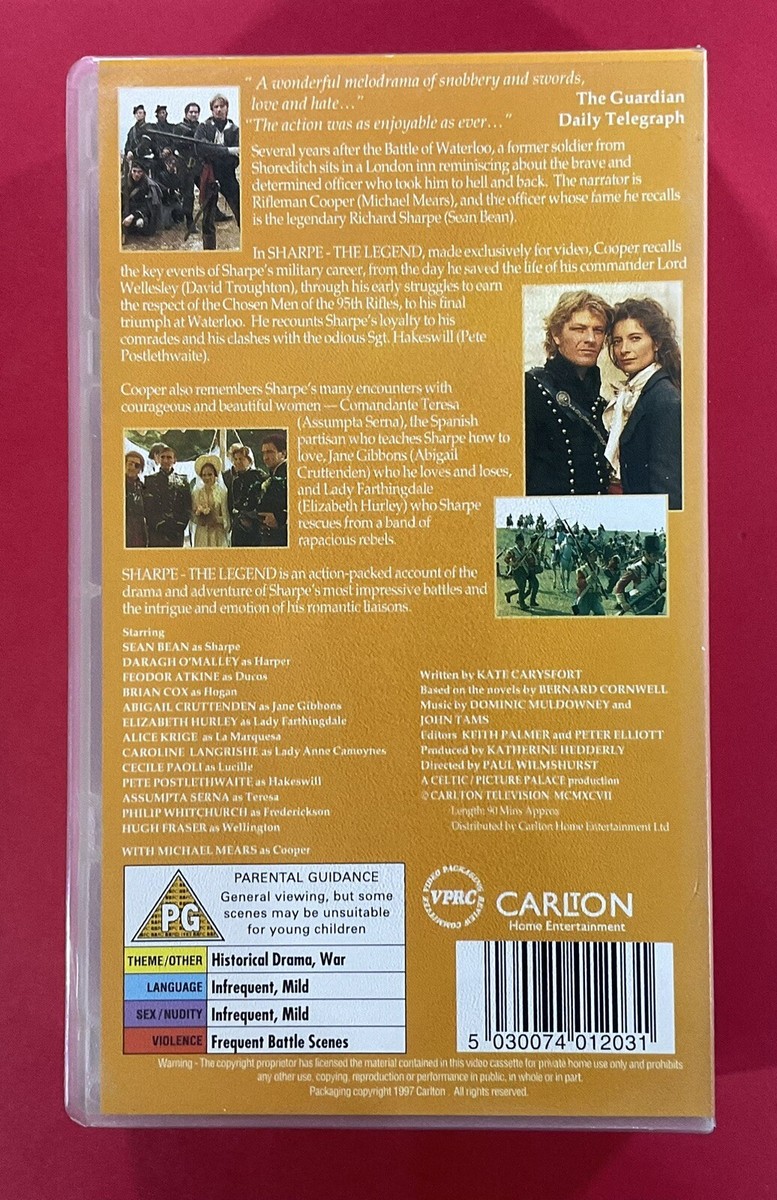 " A wonderful melodrama of snobbery and swords,
love and hate..."
The Guardian
"The action was as enjoyable as ever..."
Daily Telegraph
Several years after the Battle of Waterloo, a former soldier from
Shoreditch sits in a London inn reminiscing about the brave and
determined officer who took him to hell and back. The narrator is
Rifleman Cooper (Michael Mears), and the officer whose fame he recalls
is the legendary Richard Sharpe (Sean Bean).
In SHARPE - THE LEGEND, made exclusively for video, Cooper recalls
the key events of Sharpe's military career, from the day he saved the life of his commander Lord
Wellesley (David Troughton), through his early struggles to earn
the respect of the Chosen Men of the 95th Rifles, to his final
triumph at Waterloo. He recounts Sharpe's loyalty to his
comrades and his clashes with the odious Sgt. Hakeswill (Pete
Postlethwaite).
Cooper also remembers Sharpe's many encounters with
courageous and beautiful women — Comandante Teresa
(Assumpta Serna), the Spanish
partisan who teaches Sharpe how to
love, Jane Gibbons (Abigail
Cruttenden) who he loves and loses,
and Lady Farthingdale
(Elizabeth Hurley) who Sharpe
rescues from a band of
rapacious rebels.
SHARPE - THE LEGEND is an action-packed account of the
drama and adventure of Sharpe's most impressive battles and
the intrigue and emotion of his romantic liaisons.
Starring
SEAN BEAN as Sharpe
DARAGH O'MALLEY as Harper
FEODOR ATKINE as Ducos
BRIAN COX as Hogan
ABIGAIL CRUTTENDEN as Jane Gibbons
ELIZABETH HURLEY as Lady Farthingdale
ALICE KRIGE as La Marquesa
CAROLINE LANGRISHE as Lady Anne Camoynes
CECILE PAOLI as Lucille
PETE POSTLETHWAITE as Hakeswill
ASSUMPTA SERNA as Teresa
PHILIP WHITCHURCH as Frederickson
HUGH FRASER as Wellington
WITH MICHAEL MEARS as Cooper
Written by KATE CARYSFORT
Based on the novels by BERNARD CORNWELL
Music by DOMINIC MULDOWNEY and
JOHN TAMS
Editors KEITH PALMER and PETER ELLIOTT
Produced by KATHERINE HEDDERLY
Directed by PAUL WILMSHURST
A CELTIC / PICTURE PALACE production
© CARLTON TELEVISION MCMXCVII
Length: 90 Mins Approx
Distributed by Carlton Home Entertainment Ltd
PG
PARENTAL GUIDANCE
General viewing, but some
scenes may be unsuitable
for young children
THEME/OTHER Historical Drama, War
LANGUAGE Infrequent, Mild
SEX/NUDITY Infrequent, Mild
VIOLENCE Frequent Battle Scenes
VIDEO PACKAGING REVIEW COMMITTEE
VPRC
CARLTON
Home Entertainment
5 030074 012031
Warning - The copyright proprietor has licensed the material contained in this video cassette for private home use only and prohibits
any other use, copying, reproduction or performance in public, in whole or in part.
Packaging copyright 1997 Carlton . All rights reserved.